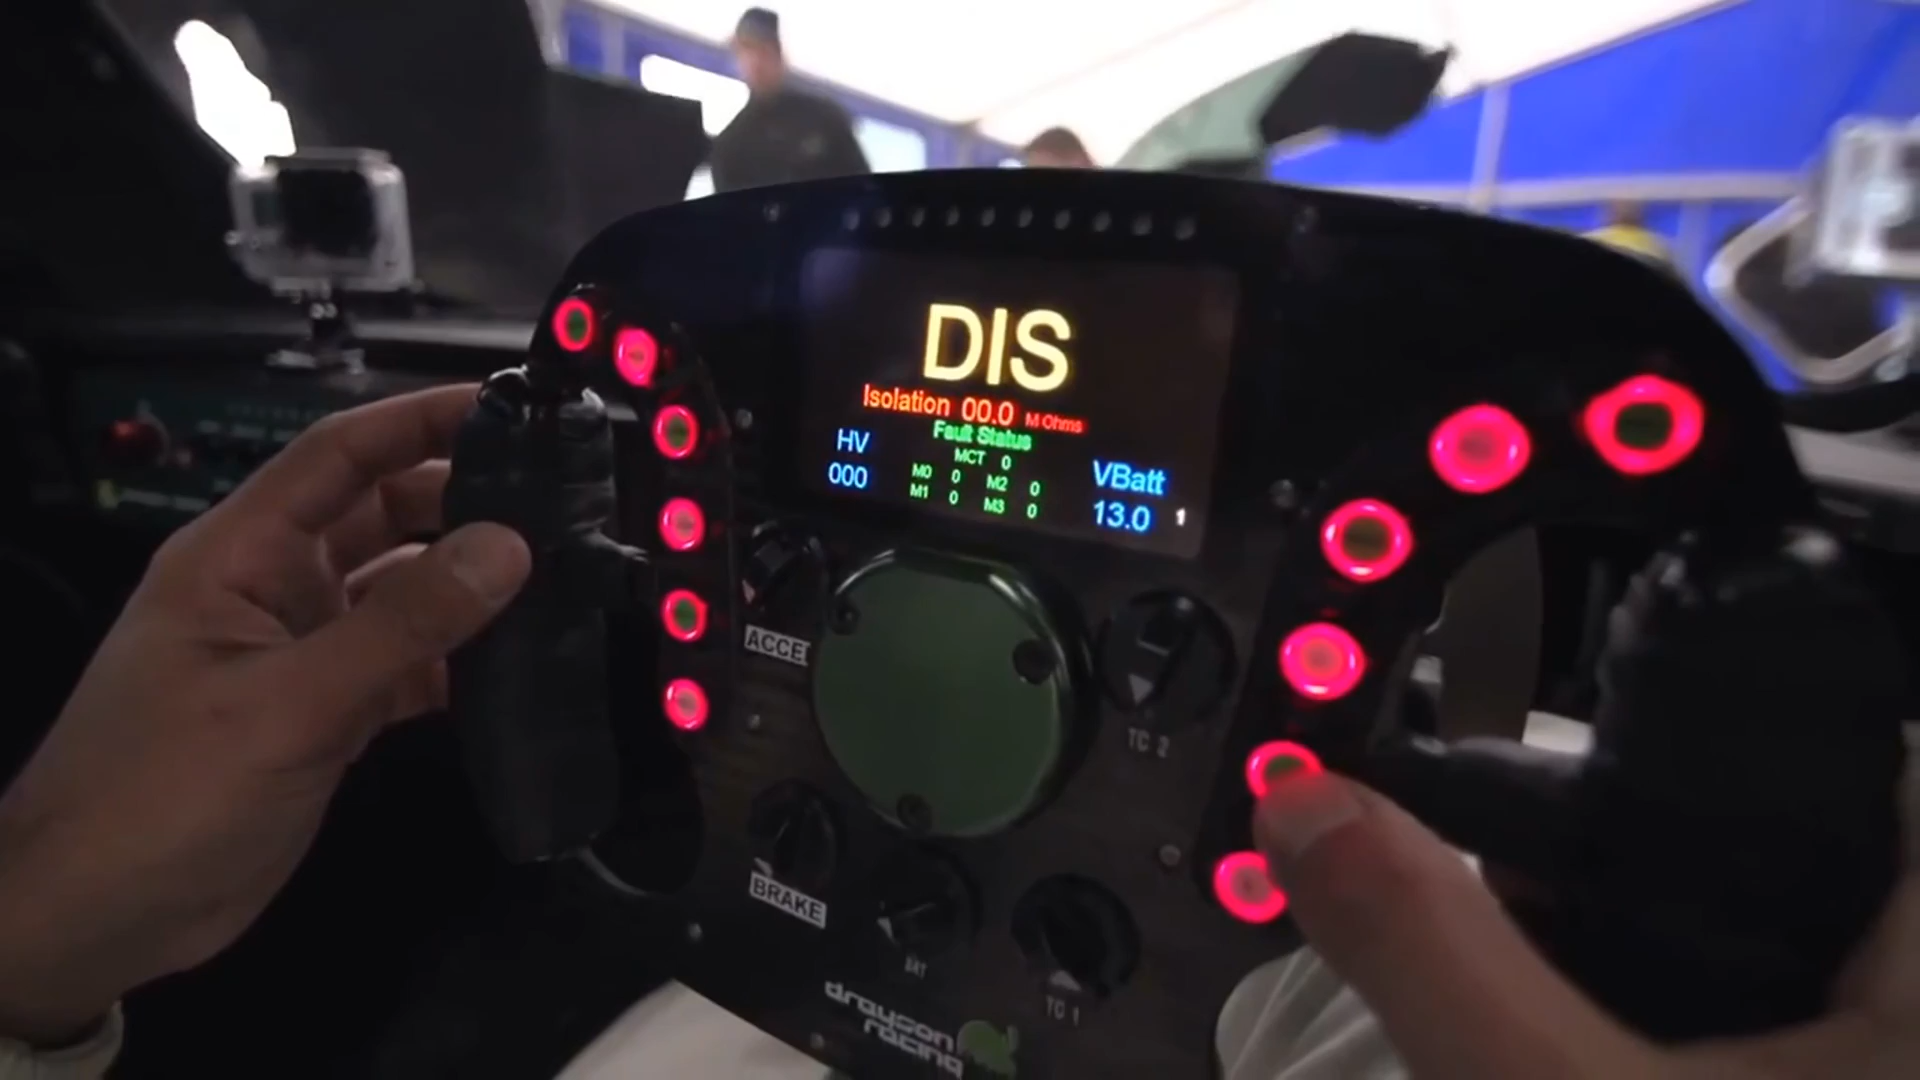 DIS
Isolation 00.0 M Ohms
Fault Status
HV
000
MCT 0
M0 0 M2 0
M1 0 M3 0
VBatt
13.0 1
ACCE
TC 2
BRAKE
BAT
TC 1
drayson
racing